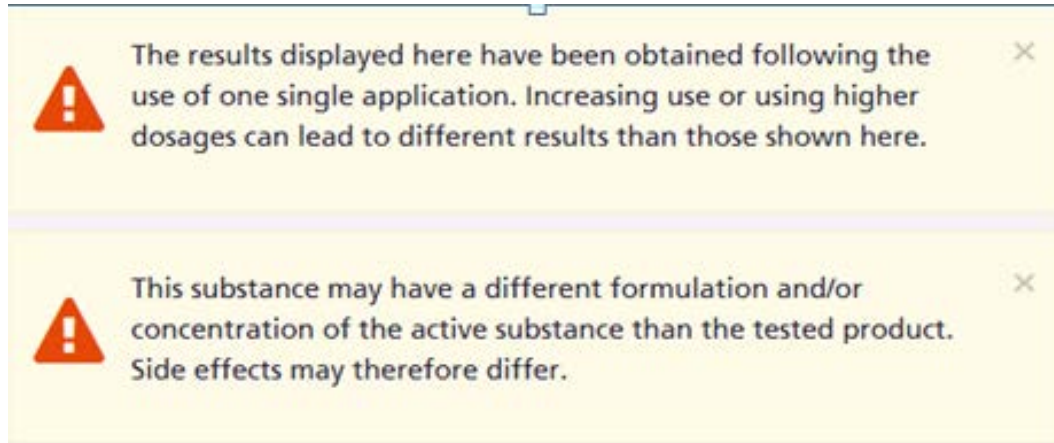 The results displayed here have been obtained following the
use of one single application. Increasing use or using higher
dosages can lead to different results than those shown here.
This substance may have a different formulation and/or
concentration of the active substance than the tested product.
Side effects may therefore differ.